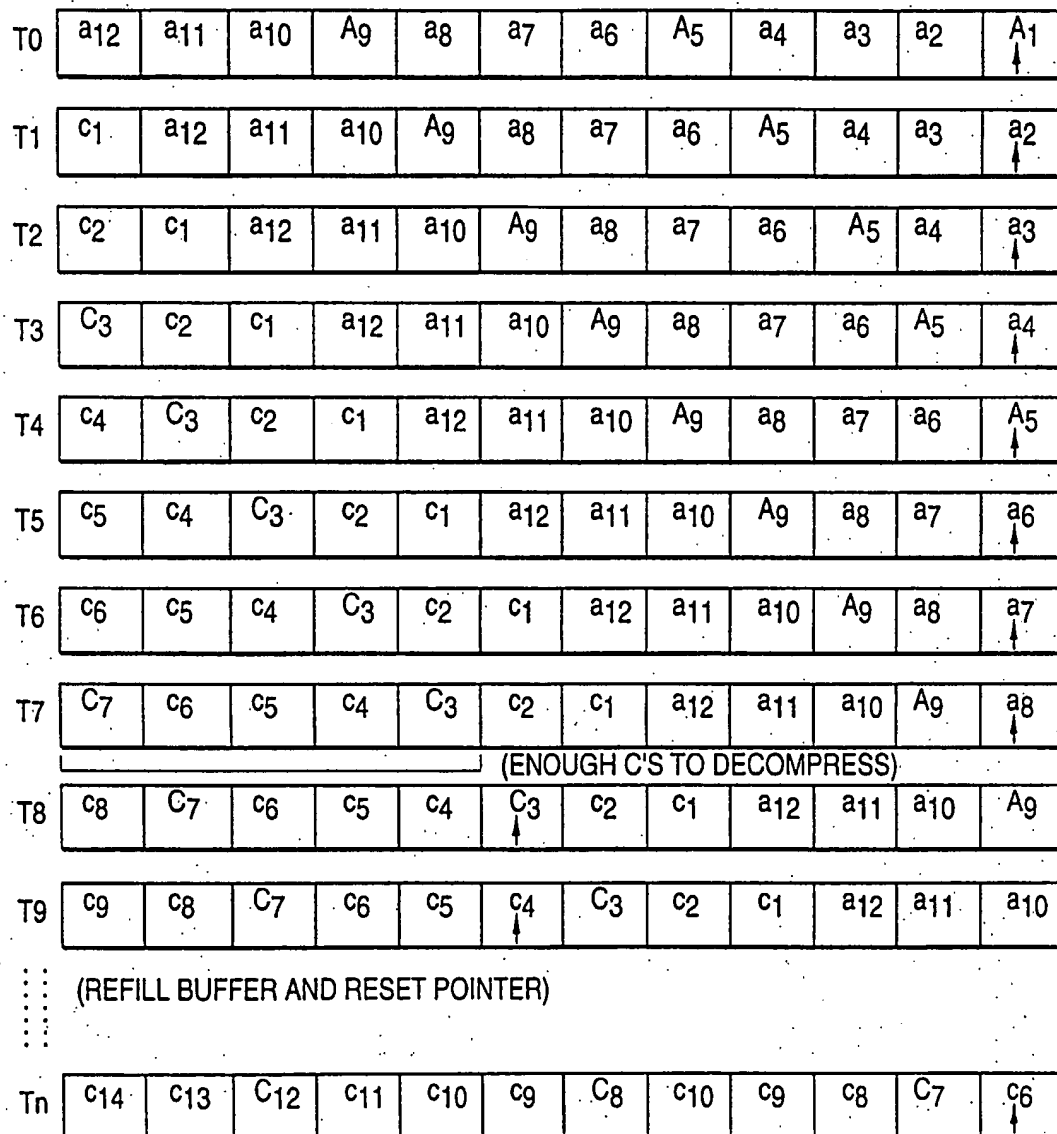 T0 a12 a11 a10 A9 a8 a7 a6 A5 a4 a3 a2 A1
T1 c1 a12 a11 a10 A9 a8 a7 a6 A5 a4 a3 a2
T2 c2 c1 a12 a11 a10 A9 a8 a7 a6 A5 a4 a3
T3 C3 c2 c1 a12 a11 a10 A9 a8 a7 a6 A5 a4
T4 c4 C3 c2 c1 a12 a11 a10 A9 a8 a7 a6 A5
T5 c5 c4 C3 c2 c1 a12 a11 a10 A9 a8 a7 a6
T6 c6 c5 c4 C3 c2 c1 a12 a11 a10 A9 a8 a7
T7 C7 c6 c5 c4 C3 c2 c1 a12 a11 a10 A9 a8
(ENOUGH C'S TO DECOMPRESS)
T8 c8 C7 c6 c5 c4 C3 c2 c1 a12 a11 a10 A9
T9 c9 c8 C7 c6 c5 c4 C3 c2 c1 a12 a11 a10
(REFILL BUFFER AND RESET POINTER)
Tn c14 c13 C12 c11 c10 c9 C8 c10 c9 c8 C7 c6